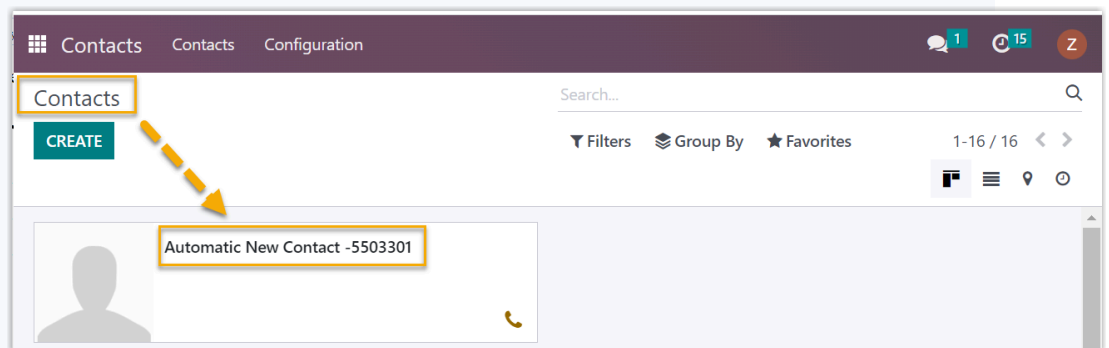 Contacts Contacts Configuration 1 15 Z
Contacts Search...
CREATE Filters Group By Favorites 1-16 / 16
Automatic New Contact -5503301